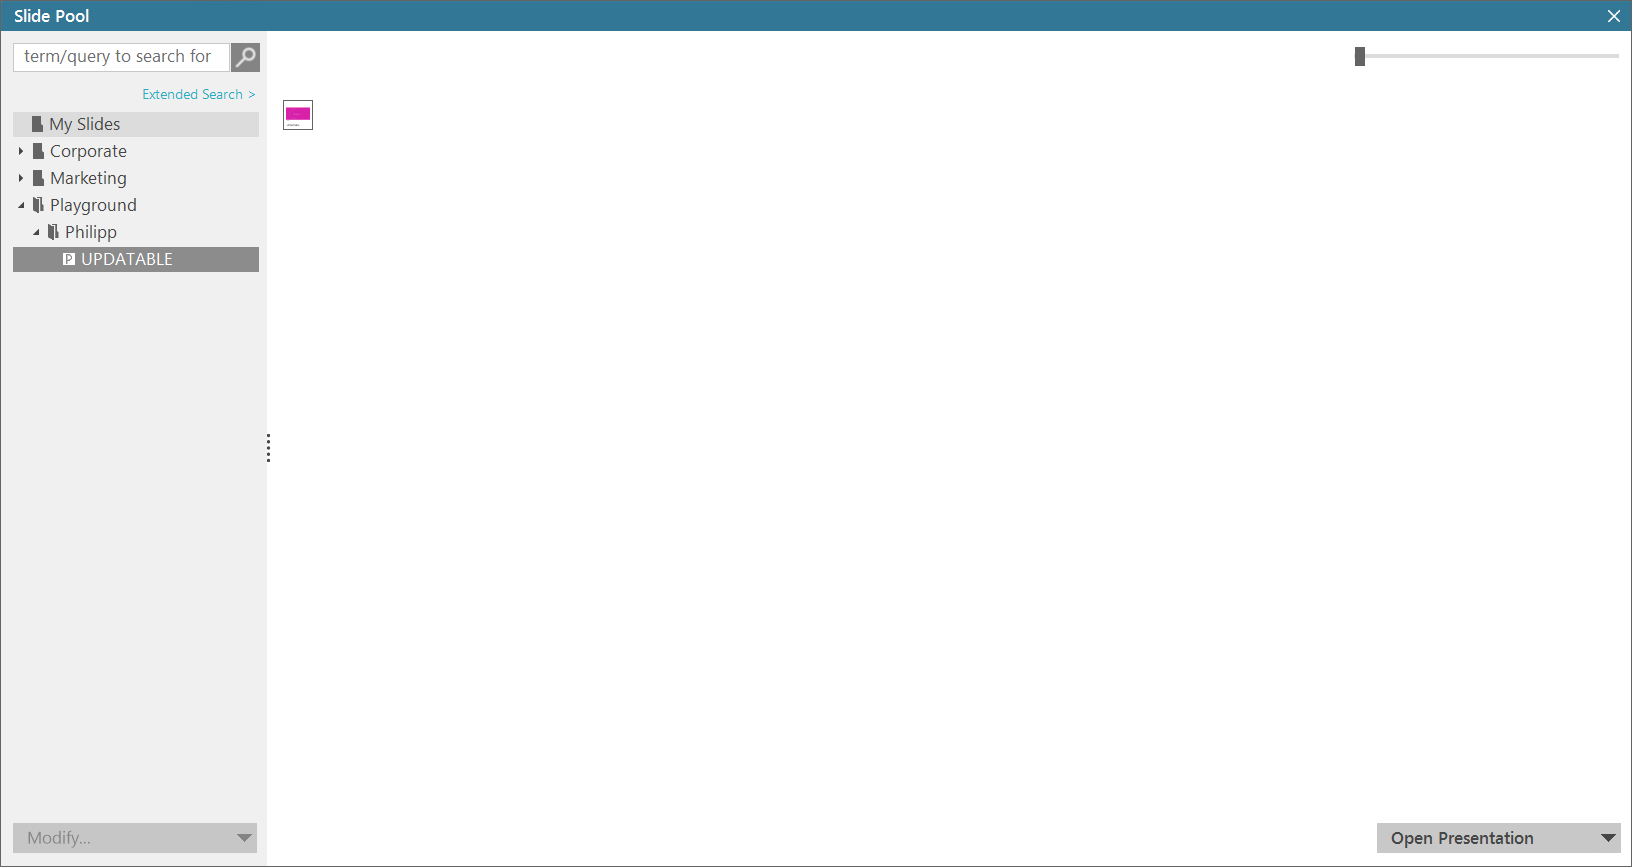 Slide Pool
term/query to search for
Extended Search >
My Slides
Corporate
Marketing
Playground
Philipp
P UPDATABLE
Modify...
Open Presentation